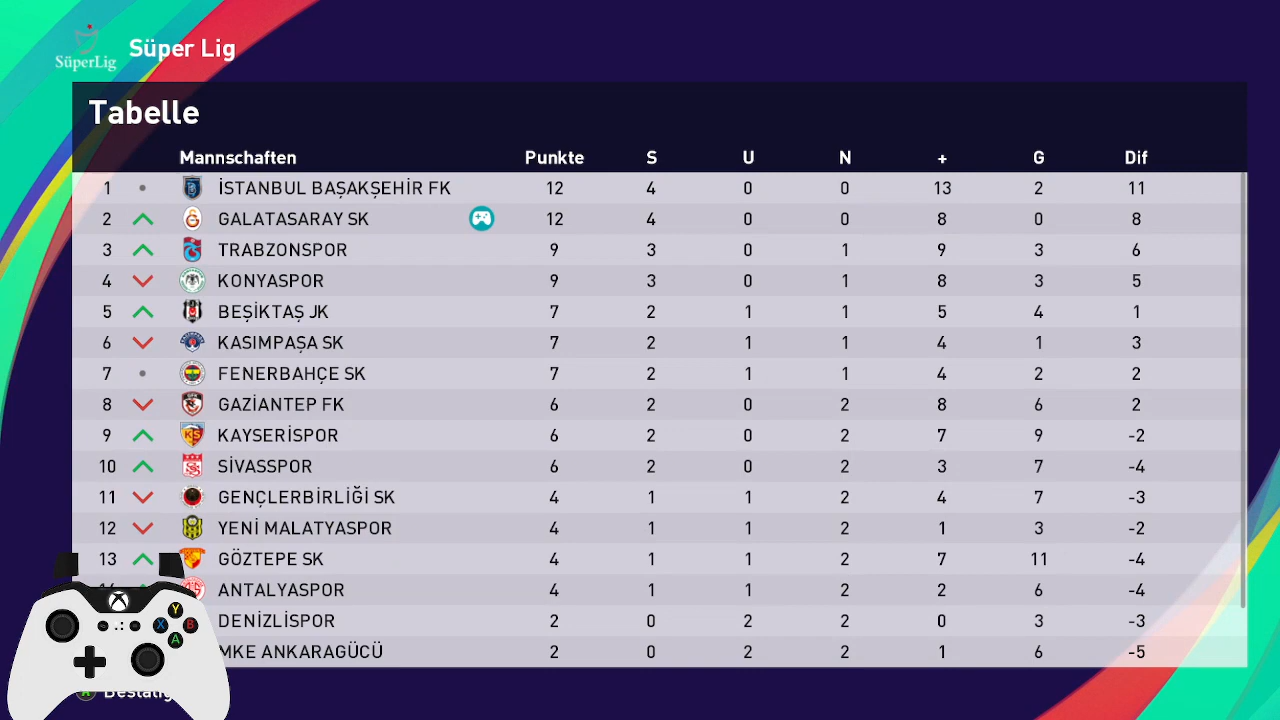 SüperLig Süper Lig
Tabelle
Mannschaften Punkte S U N + G Dif
1 İSTANBUL BAŞAKŞEHİR FK 12 4 0 0 13 2 11
2 GALATASARAY SK 12 4 0 0 8 0 8
3 TRABZONSPOR 9 3 0 1 9 3 6
4 KONYASPOR 9 3 0 1 8 3 5
5 BEŞİKTAŞ JK 7 2 1 1 5 4 1
6 KASIMPAŞA SK 7 2 1 1 4 1 3
7 FENERBAHÇE SK 7 2 1 1 4 2 2
8 GAZİANTEP FK 6 2 0 2 8 6 2
9 KAYSERİSPOR 6 2 0 2 7 9 -2
10 SİVASSPOR 6 2 0 2 3 7 -4
11 GENÇLERBİRLİĞİ SK 4 1 1 2 4 7 -3
12 YENİ MALATYASPOR 4 1 1 2 1 3 -2
13 GÖZTEPE SK 4 1 1 2 7 11 -4
ANTALYASPOR 4 1 1 2 2 6 -4
DENİZLİSPOR 2 0 2 2 0 3 -3
MKE ANKARAGÜCÜ 2 0 2 2 1 6 -5
Y
X B
A